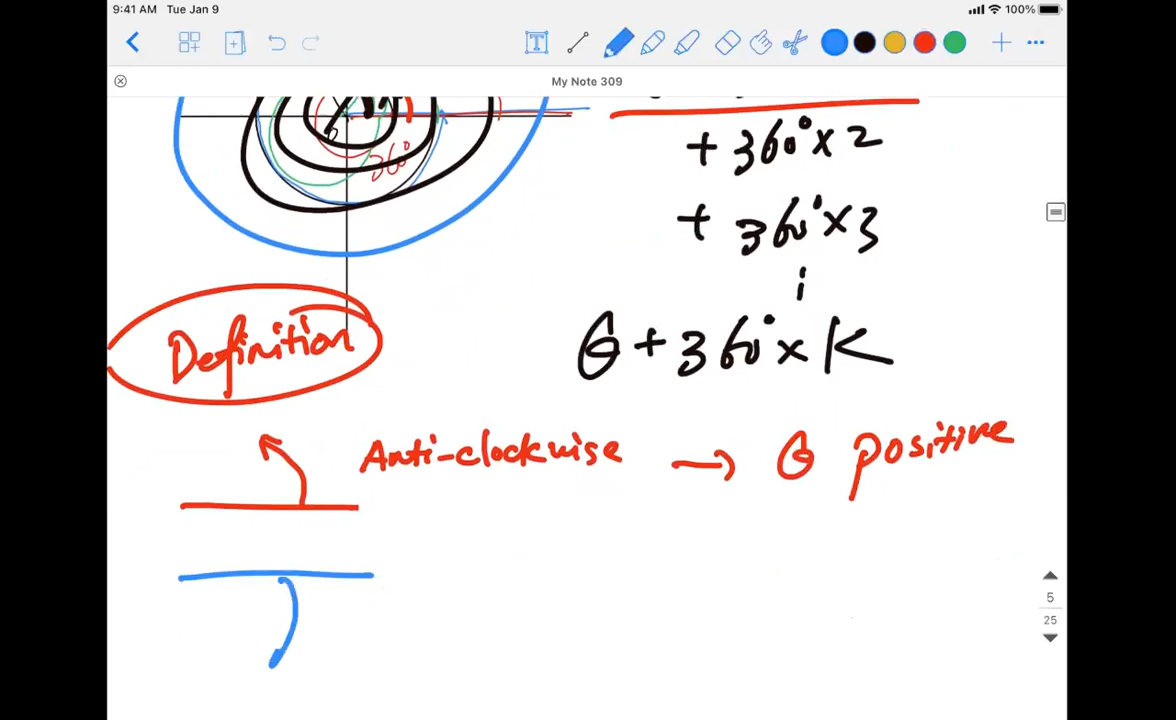 9:41 AM Tue Jan 9
100%
My Note 309
360°
+ 360° x 2
+ 360° x 3
θ + 360° x K
Definition
Anti-clockwise → θ positive
5
25